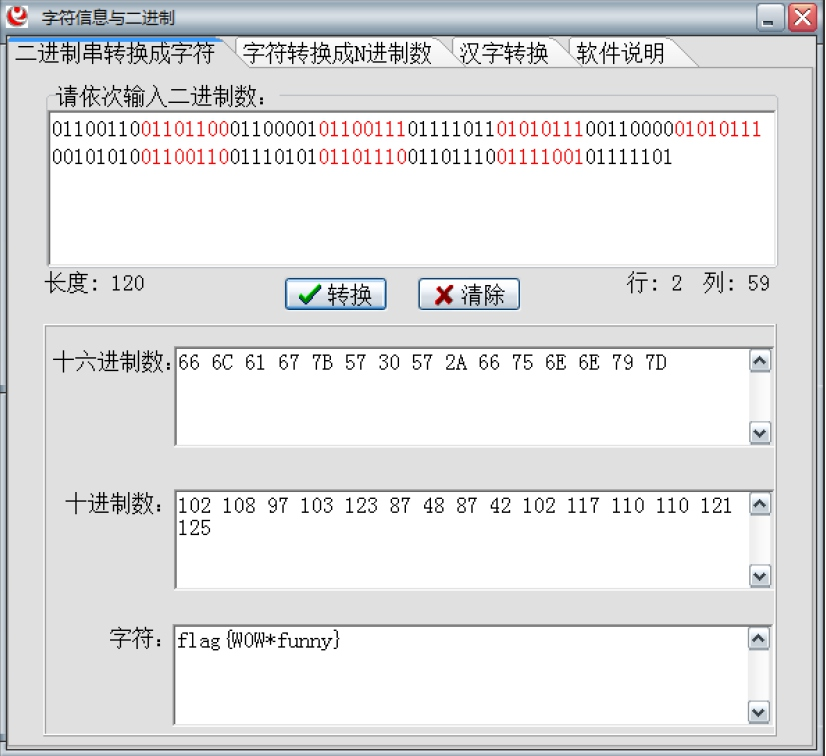 字符信息与二进制
二进制串转换成字符 字符转换成N进制数 汉字转换 软件说明
请依次输入二进制数：
0110011001101100011000010110011101111011010101110011000001010111
00101010011001100111010101101110011011100111100101111101
长度: 120
转换 清除
行: 2 列: 59
十六进制数：
66 6C 61 67 7B 57 30 57 2A 66 75 6E 6E 79 7D
十进制数：
102 108 97 103 123 87 48 87 42 102 117 110 110 121
125
字符：
flag{W0W*funny}